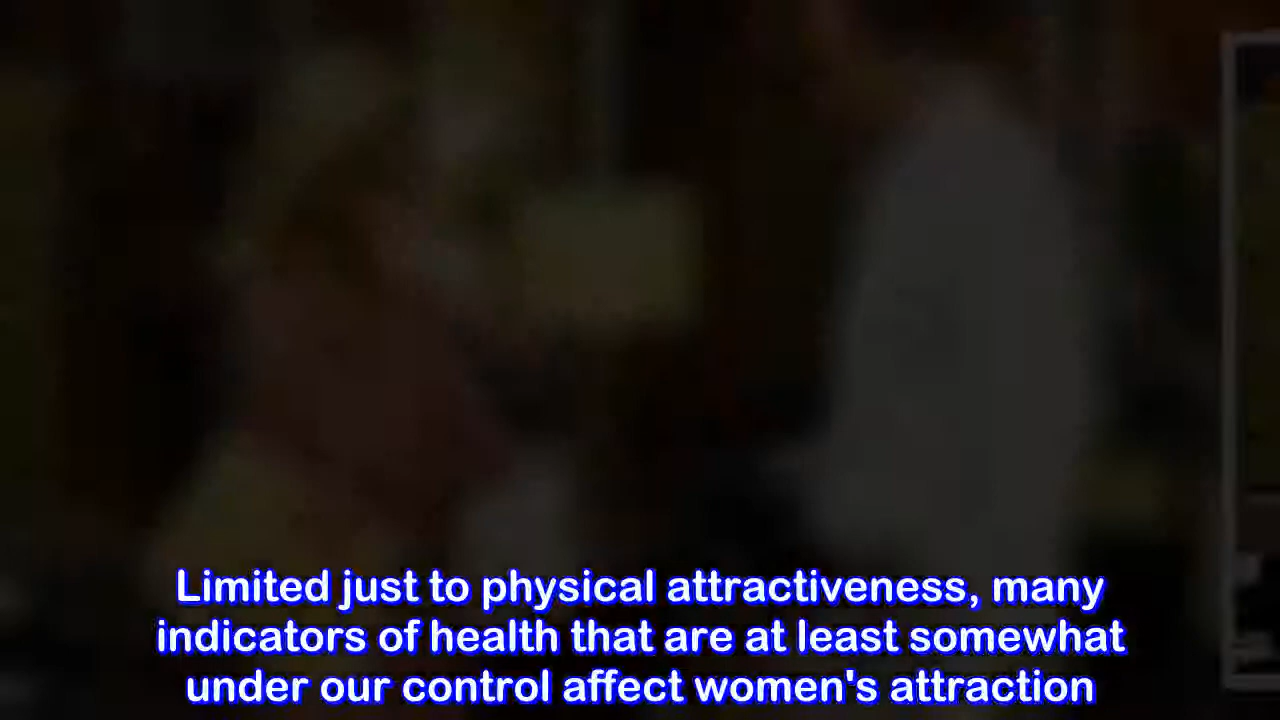 Limited just to physical attractiveness, many
indicators of health that are at least somewhat
under our control affect women's attraction